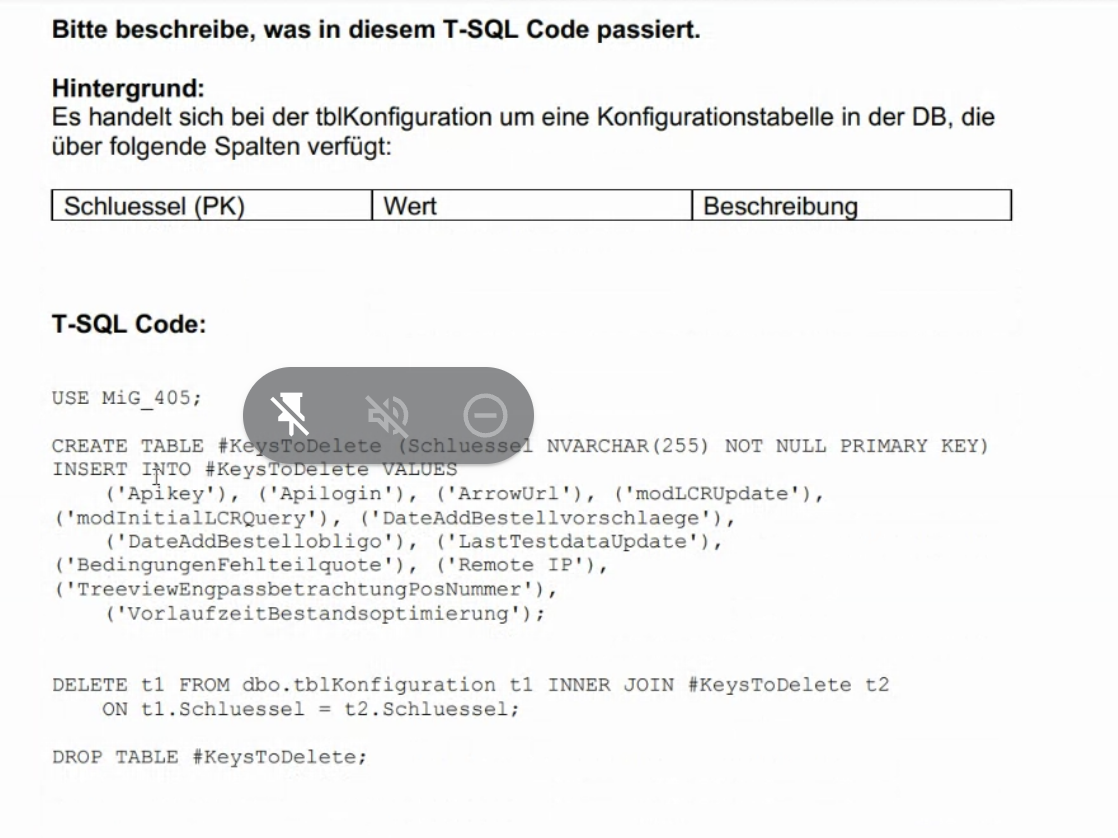 Bitte beschreibe, was in diesem T-SQL Code passiert.
Hintergrund:
Es handelt sich bei der tblKonfiguration um eine Konfigurationstabelle in der DB, die
über folgende Spalten verfügt:
Schluessel (PK) Wert Beschreibung
T-SQL Code:
USE MiG_405;
CREATE TABLE #KeysToDelete (Schluessel NVARCHAR(255) NOT NULL PRIMARY KEY)
INSERT INTO #KeysToDelete VALUES
('Apikey'), ('Apilogin'), ('ArrowUrl'), ('modLCRUpdate'),
('modInitialLCRQuery'), ('DateAddBestellvorschlaege'),
('DateAddBestellobligo'), ('LastTestdataUpdate'),
('BedingungenFehlteilquote'), ('Remote IP'),
('TreeviewEngpassbetrachtungPosNummer'),
('VorlaufzeitBestandsoptimierung');
DELETE t1 FROM dbo.tblKonfiguration t1 INNER JOIN #KeysToDelete t2
ON t1.Schluessel = t2.Schluessel;
DROP TABLE #KeysToDelete;